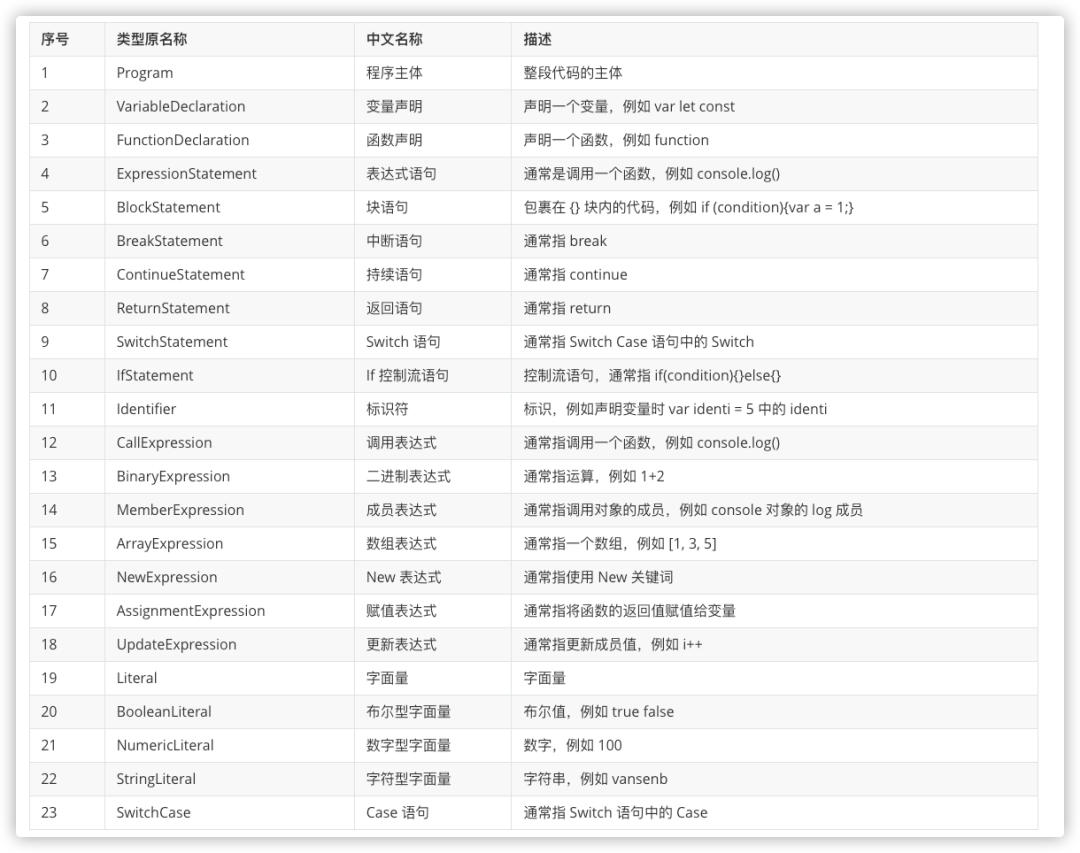 序号 类型原名称 中文名称 描述
1 Program 程序主体 整段代码的主体
2 VariableDeclaration 变量声明 声明一个变量，例如 var let const
3 FunctionDeclaration 函数声明 声明一个函数，例如 function
4 ExpressionStatement 表达式语句 通常是调用一个函数，例如 console.log()
5 BlockStatement 块语句 包裹在 {} 块内的代码，例如 if (condition){var a = 1;}
6 BreakStatement 中断语句 通常指 break
7 ContinueStatement 持续语句 通常指 continue
8 ReturnStatement 返回语句 通常指 return
9 SwitchStatement Switch 语句 通常指 Switch Case 语句中的 Switch
10 IfStatement If 控制流语句 控制流语句，通常指 if(condition){}else{}
11 Identifier 标识符 标识，例如声明变量时 var identi = 5 中的 identi
12 CallExpression 调用表达式 通常指调用一个函数，例如 console.log()
13 BinaryExpression 二进制表达式 通常指运算，例如 1+2
14 MemberExpression 成员表达式 通常指调用对象的成员，例如 console 对象的 log 成员
15 ArrayExpression 数组表达式 通常指一个数组，例如 [1, 3, 5]
16 NewExpression New 表达式 通常指使用 New 关键词
17 AssignmentExpression 赋值表达式 通常指将函数的返回值赋值给变量
18 UpdateExpression 更新表达式 通常指更新成员值，例如 i++
19 Literal 字面量 字面量
20 BooleanLiteral 布尔型字面量 布尔值，例如 true false
21 NumericLiteral 数字型字面量 数字，例如 100
22 StringLiteral 字符型字面量 字符串，例如 vansenb
23 SwitchCase Case 语句 通常指 Switch 语句中的 Case